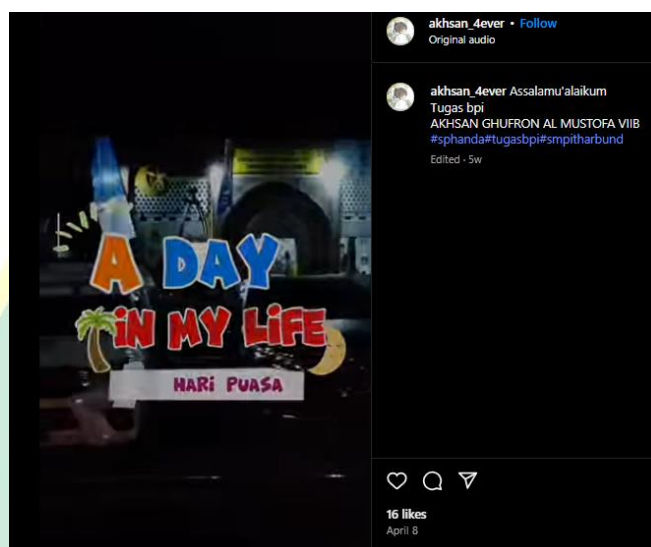 akhsan_4ever • Follow
Original audio
akhsan_4ever Assalamu'alaikum
Tugas bpi
AKHSAN GHUFRON AL MUSTOFA VIIB
#sphanda#tugasbpi#smpitharbund
Edited · 5w
A DAY
iN MY LiFE
HARi PUASA
16 likes
April 8